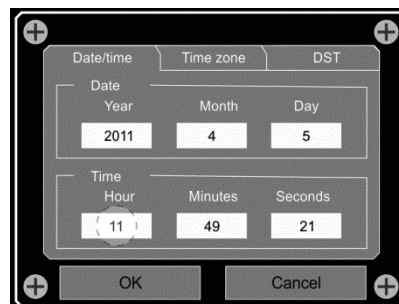 Date/time Time zone DST
Date
Year Month Day
2011 4 5
Time
Hour Minutes Seconds
11 49 21
OK Cancel